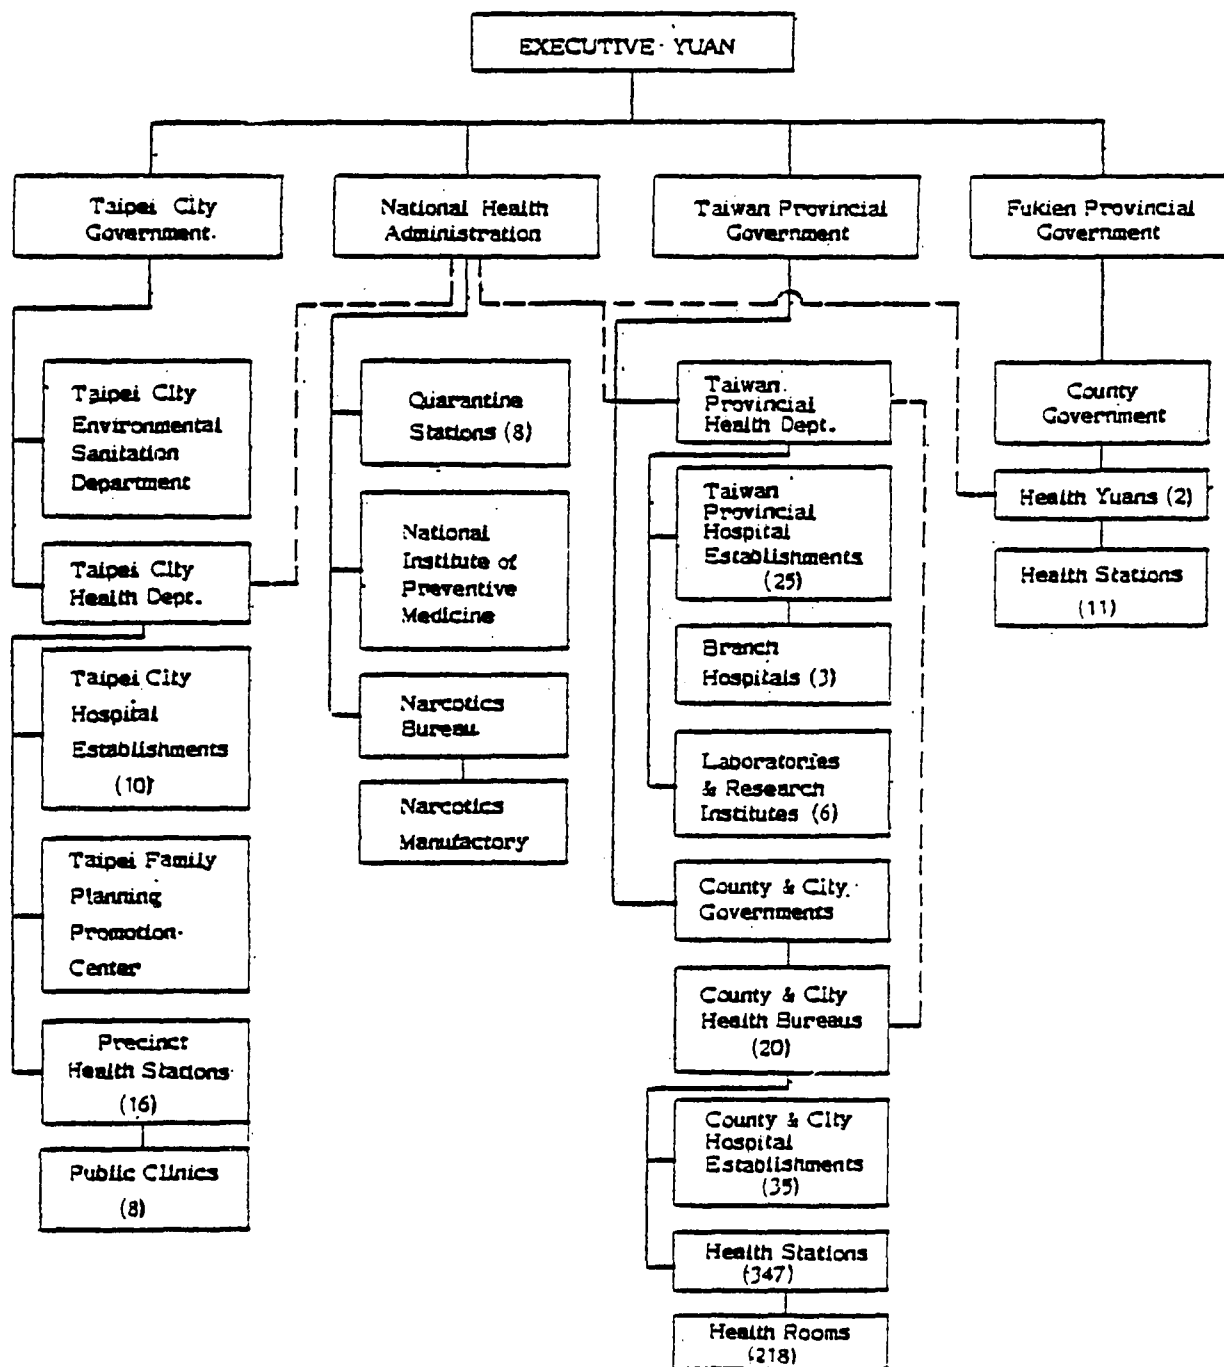 EXECUTIVE YUAN
Taipei City
Government
National Health
Administration
Taiwan Provincial
Government
Fukien Provincial
Government
Taipei City
Environmental
Sanitation
Department
Taipei City
Health Dept.
Taipei City
Hospital
Establishments
(10)
Taipei Family
Planning
Promotion
Center
Precinct
Health Stations
(16)
Public Clinics
(8)
Quarantine
Stations (8)
National
Institute of
Preventive
Medicine
Narcotics
Bureau
Narcotics
Manufactory
Taiwan
Provincial
Health Dept.
Taiwan
Provincial
Hospital
Establishments
(25)
Branch
Hospitals (3)
Laboratories
& Research
Institutes (6)
County & City
Governments
County & City
Health Bureaus
(20)
County & City
Hospital
Establishments
(35)
Health Stations
(347)
Health Rooms
(218)
County
Government
Health Yuans (2)
Health Stations
(11)